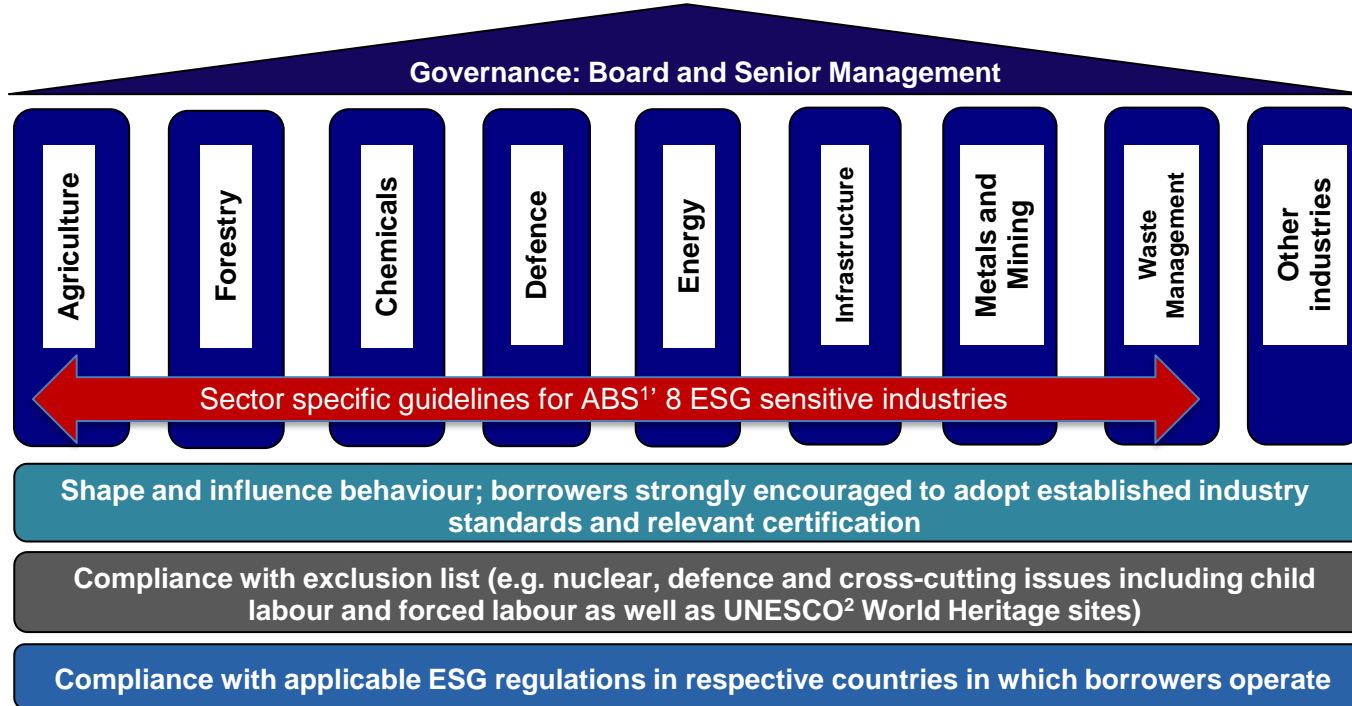 Governance: Board and Senior Management
Agriculture
Forestry
Chemicals
Defence
Energy
Infrastructure
Metals and
Mining
Waste
Management
Other
industries
Sector specific guidelines for ABS¹’ 8 ESG sensitive industries
Shape and influence behaviour; borrowers strongly encouraged to adopt established industry
standards and relevant certification
Compliance with exclusion list (e.g. nuclear, defence and cross-cutting issues including child
labour and forced labour as well as UNESCO² World Heritage sites)
Compliance with applicable ESG regulations in respective countries in which borrowers operate